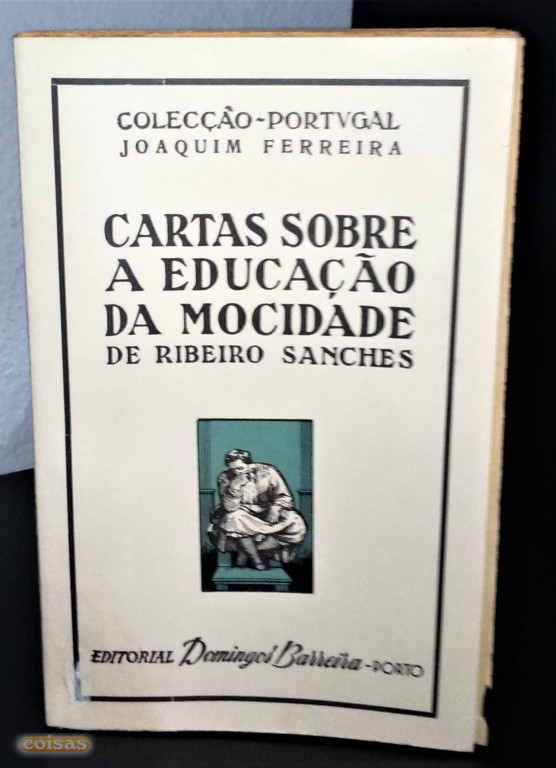 COLECÇÃO-PORTVGAL
JOAQUIM FERREIRA
CARTAS SOBRE
A EDUCAÇÃO
DA MOCIDADE
DE RIBEIRO SANCHES
EDITORIAL Domingos Barreira-PORTO
coisas